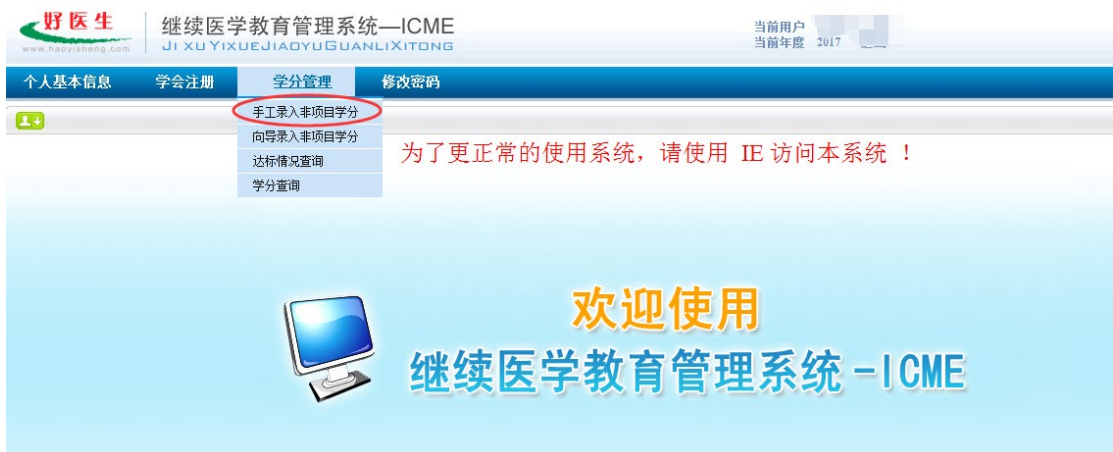 好医生
www.haoyisheng.com
继续医学教育管理系统—ICME
JI XU YIXUEJIAOYUGUANLIXITONG
当前用户
当前年度 2017
个人基本信息 学会注册 学分管理 修改密码
手工录入非项目学分
向导录入非项目学分
达标情况查询
学分查询
为了更正常的使用系统，请使用 IE 访问本系统 ！
欢迎使用
继续医学教育管理系统-ICME